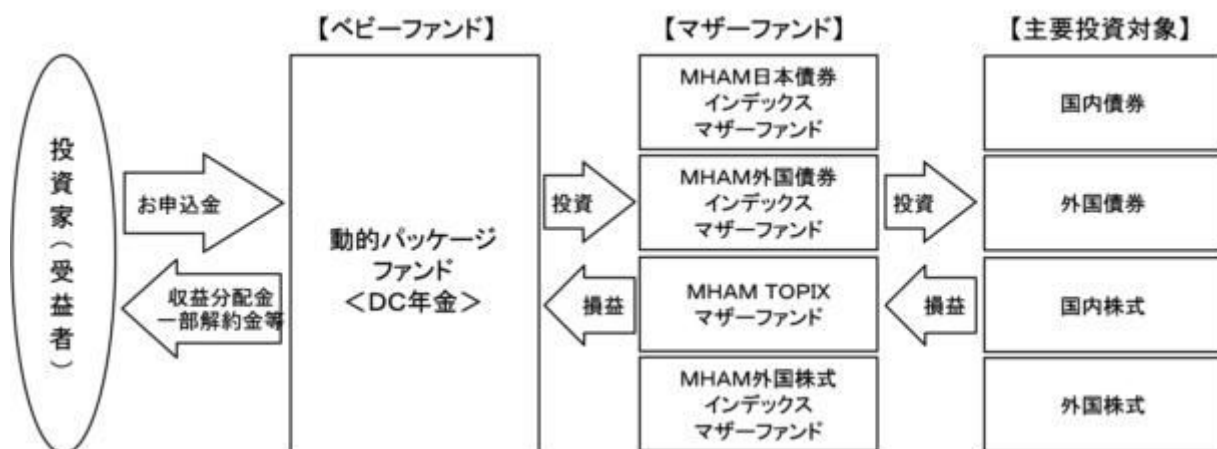 【ベビーファンド】
【マザーファンド】
【主要投資対象】
投資家(受益者)
お申込金
収益分配金
一部解約金等
動的パッケージ
ファンド
<DC年金>
投資
損益
MHAM日本債券
インデックス
マザーファンド
MHAM外国債券
インデックス
マザーファンド
MHAM TOPIX
マザーファンド
MHAM外国株式
インデックス
マザーファンド
投資
損益
国内債券
外国債券
国内株式
外国株式